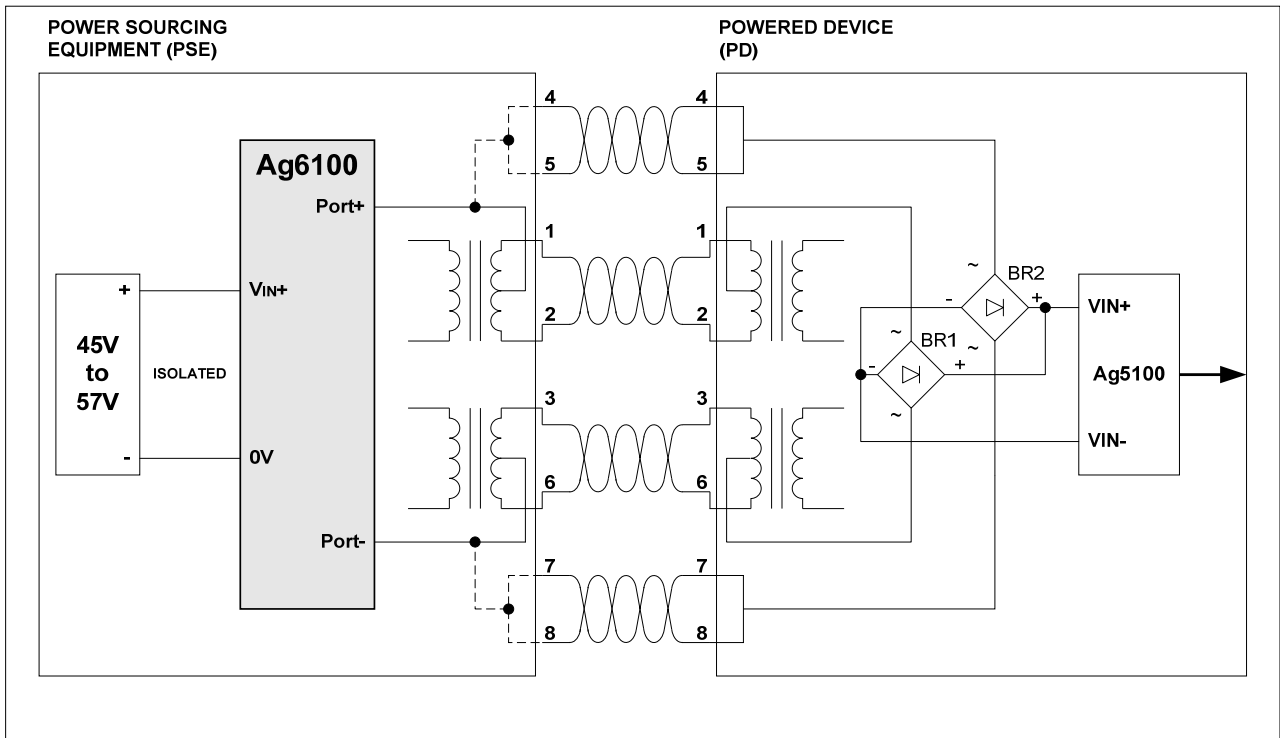 POWER SOURCING
EQUIPMENT (PSE)
POWERED DEVICE
(PD)
4
4
5
5
Ag6100
Port+
1
1
2
2
VIN+
0V
Port-
+
45V
to
57V
-
ISOLATED
3
3
6
6
7
7
8
8
~
BR2
-
+
~
~
BR1
-
+
~
VIN+
Ag5100
VIN-